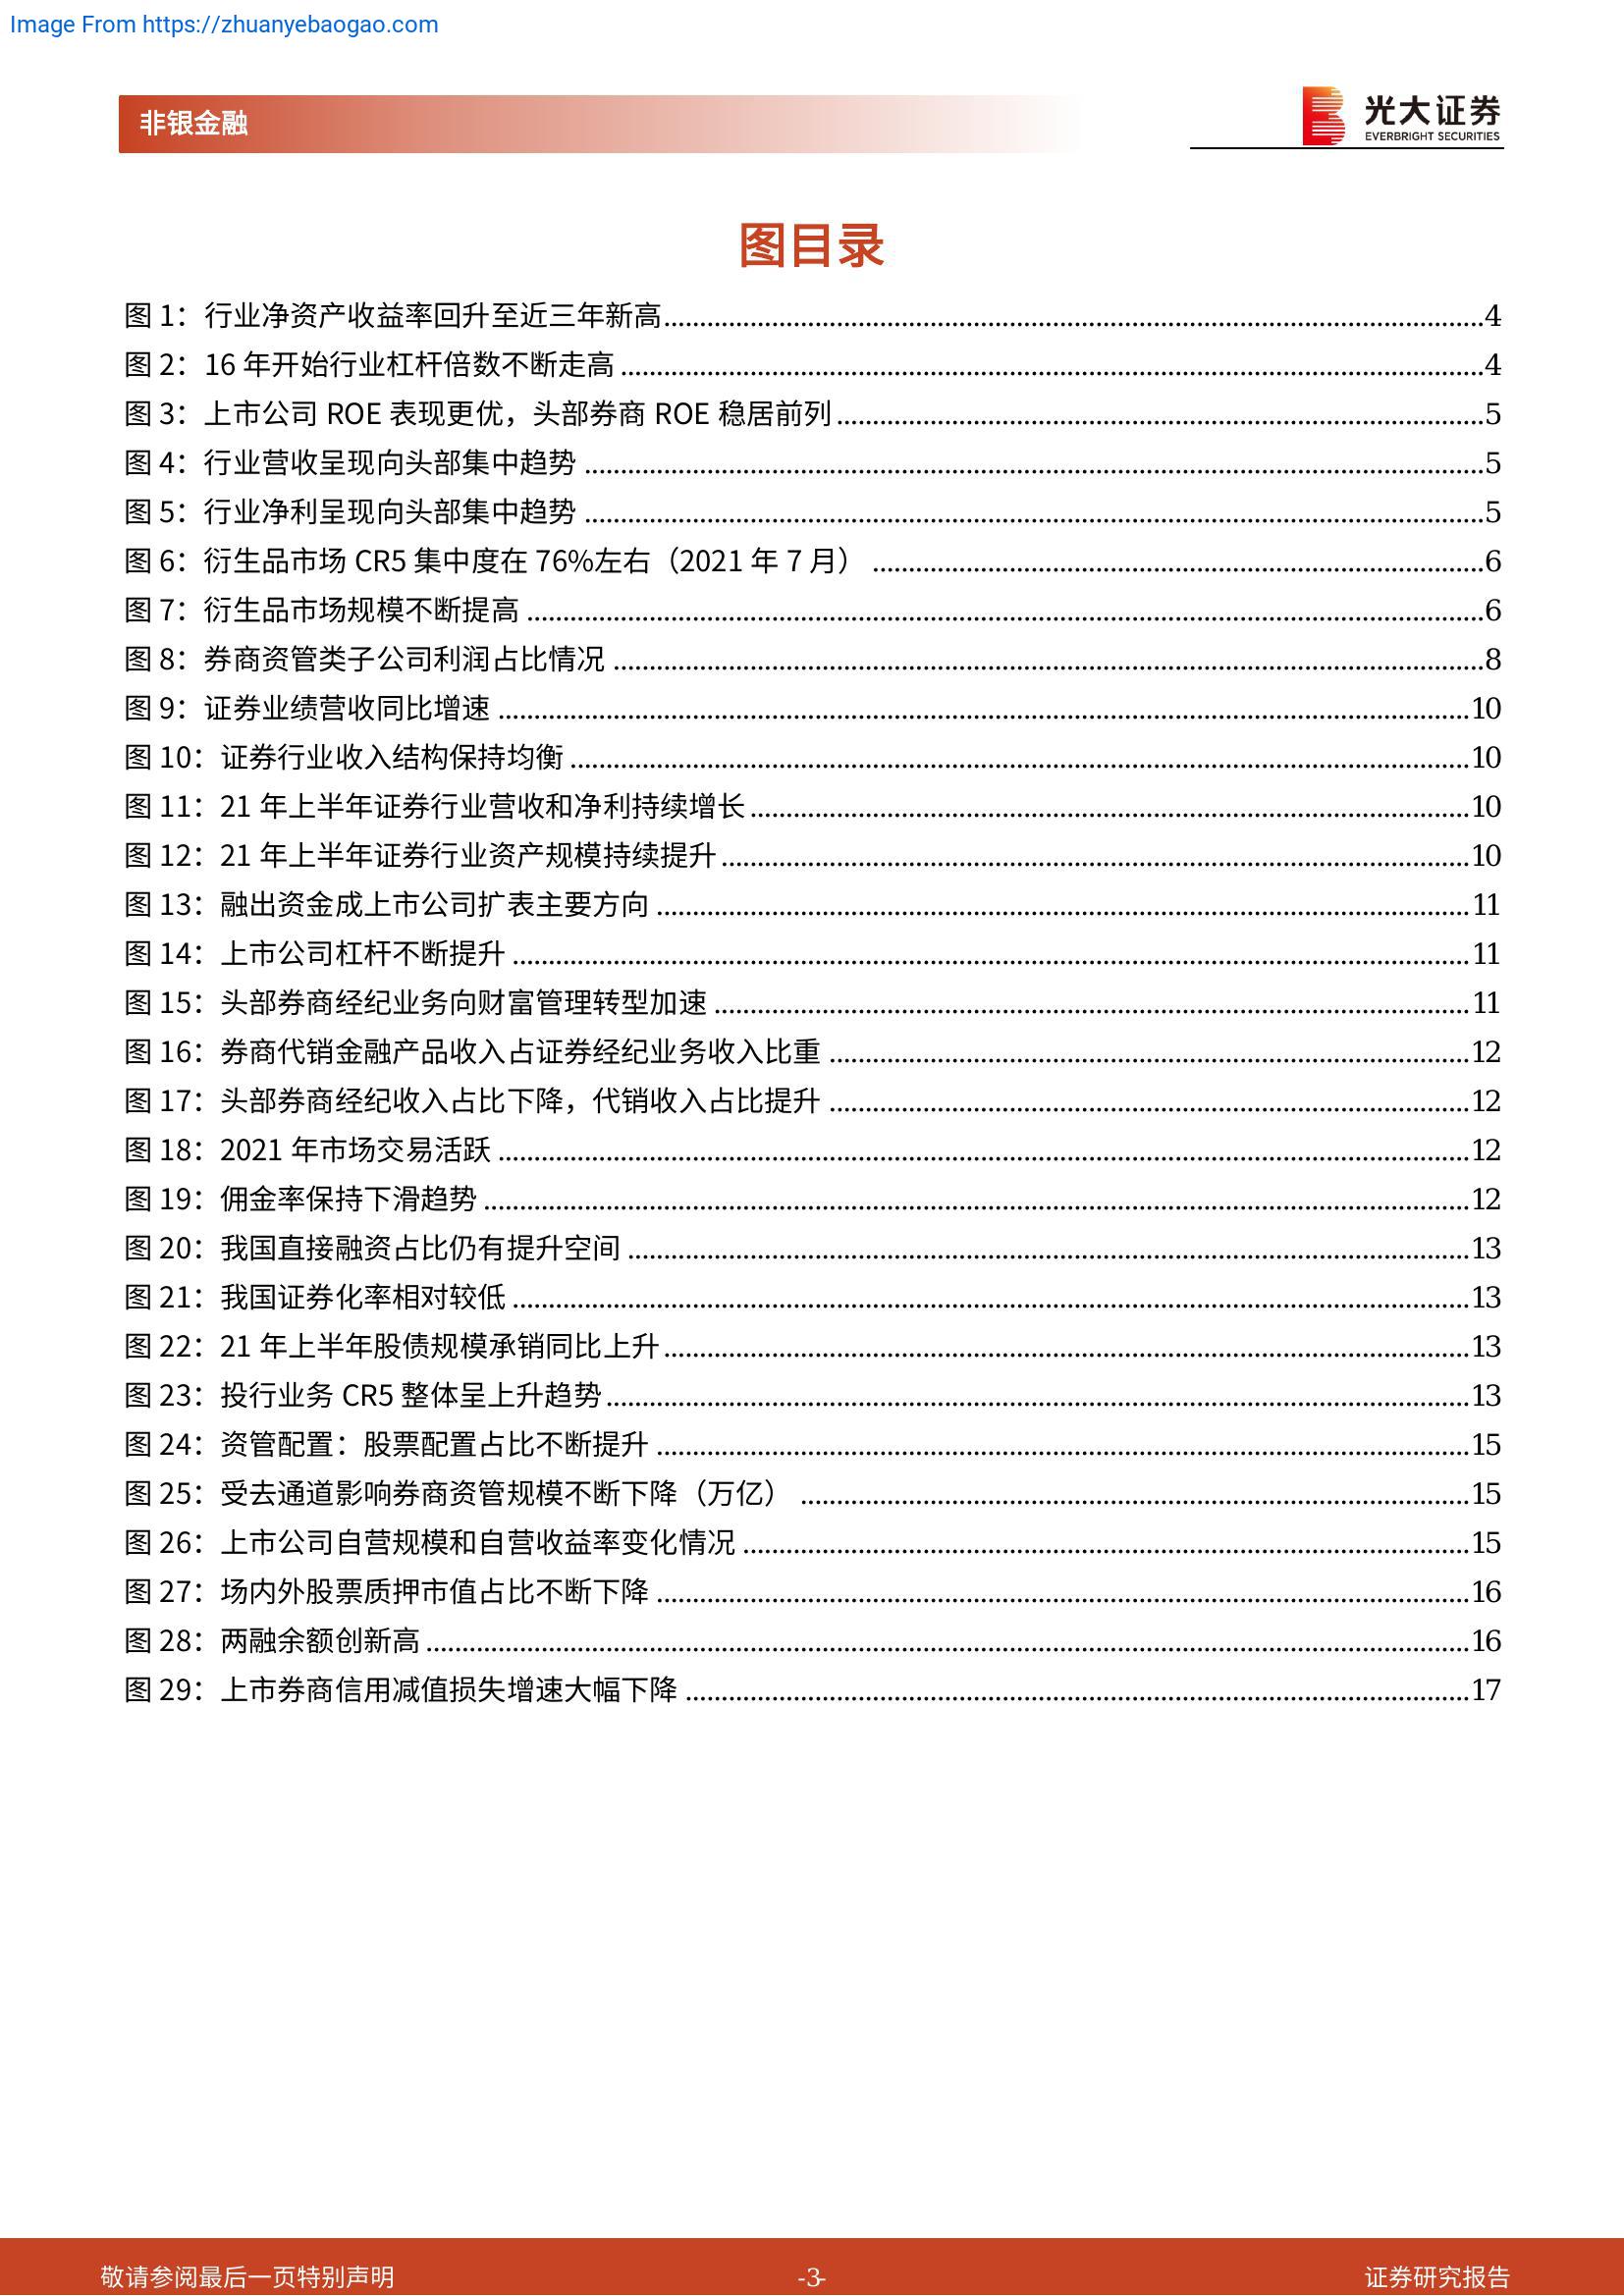 Image From https://zhuanyebaogao.com
非银金融
光大证券
EVERBRIGHT SECURITIES
图目录
图 1：行业净资产收益率回升至近三年新高 4
图 2：16 年开始行业杠杆倍数不断走高 4
图 3：上市公司 ROE 表现更优，头部券商 ROE 稳居前列 5
图 4：行业营收呈现向头部集中趋势 5
图 5：行业净利呈现向头部集中趋势 5
图 6：衍生品市场 CR5 集中度在 76%左右（2021 年 7 月） 6
图 7：衍生品市场规模不断提高 6
图 8：券商资管类子公司利润占比情况 8
图 9：证券业绩营收同比增速 10
图 10：证券行业收入结构保持均衡 10
图 11：21 年上半年证券行业营收和净利持续增长 10
图 12：21 年上半年证券行业资产规模持续提升 10
图 13：融出资金成上市公司扩表主要方向 11
图 14：上市公司杠杆不断提升 11
图 15：头部券商经纪业务向财富管理转型加速 11
图 16：券商代销金融产品收入占证券经纪业务收入比重 12
图 17：头部券商经纪收入占比下降，代销收入占比提升 12
图 18：2021 年市场交易活跃 12
图 19：佣金率保持下滑趋势 12
图 20：我国直接融资占比仍有提升空间 13
图 21：我国证券化率相对较低 13
图 22：21 年上半年股债规模承销同比上升 13
图 23：投行业务 CR5 整体呈上升趋势 13
图 24：资管配置：股票配置占比不断提升 15
图 25：受去通道影响券商资管规模不断下降（万亿） 15
图 26：上市公司自营规模和自营收益率变化情况 15
图 27：场内外股票质押市值占比不断下降 16
图 28：两融余额创新高 16
图 29：上市券商信用减值损失增速大幅下降 17
敬请参阅最后一页特别声明 -3- 证券研究报告